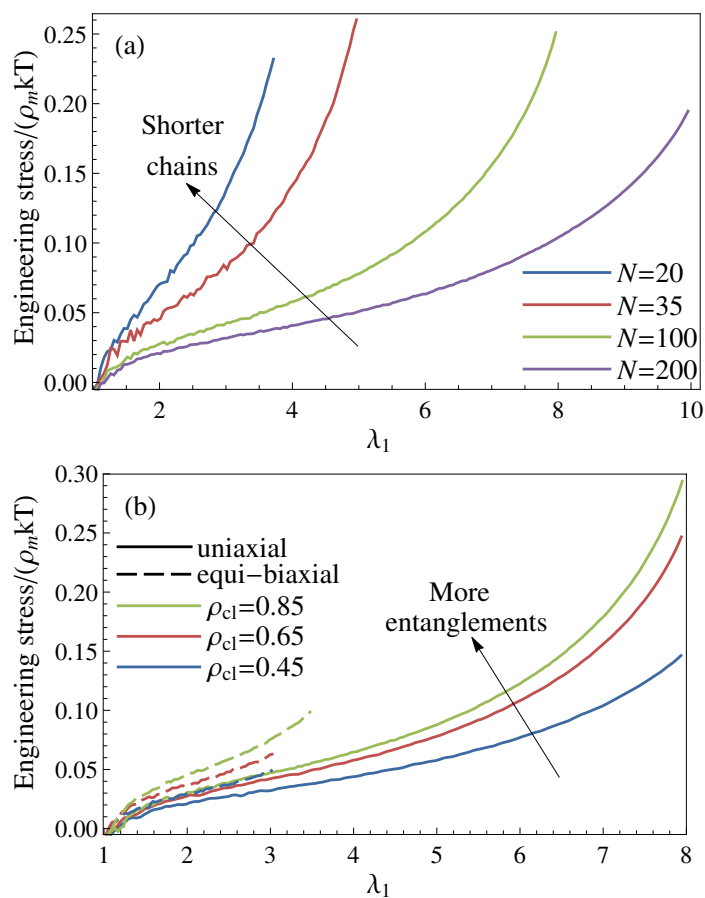 (a)
Engineering stress/(ρmkT)
0.25
0.20
0.15
0.10
0.05
0.00
Shorter
chains
N=20
N=35
N=100
N=200
2 4 6 8 10
λ1
(b)
Engineering stress/(ρmkT)
0.30
0.25
0.20
0.15
0.10
0.05
0.00
uniaxial
equi−biaxial
ρcl=0.85
ρcl=0.65
ρcl=0.45
More
entanglements
1 2 3 4 5 6 7 8
λ1